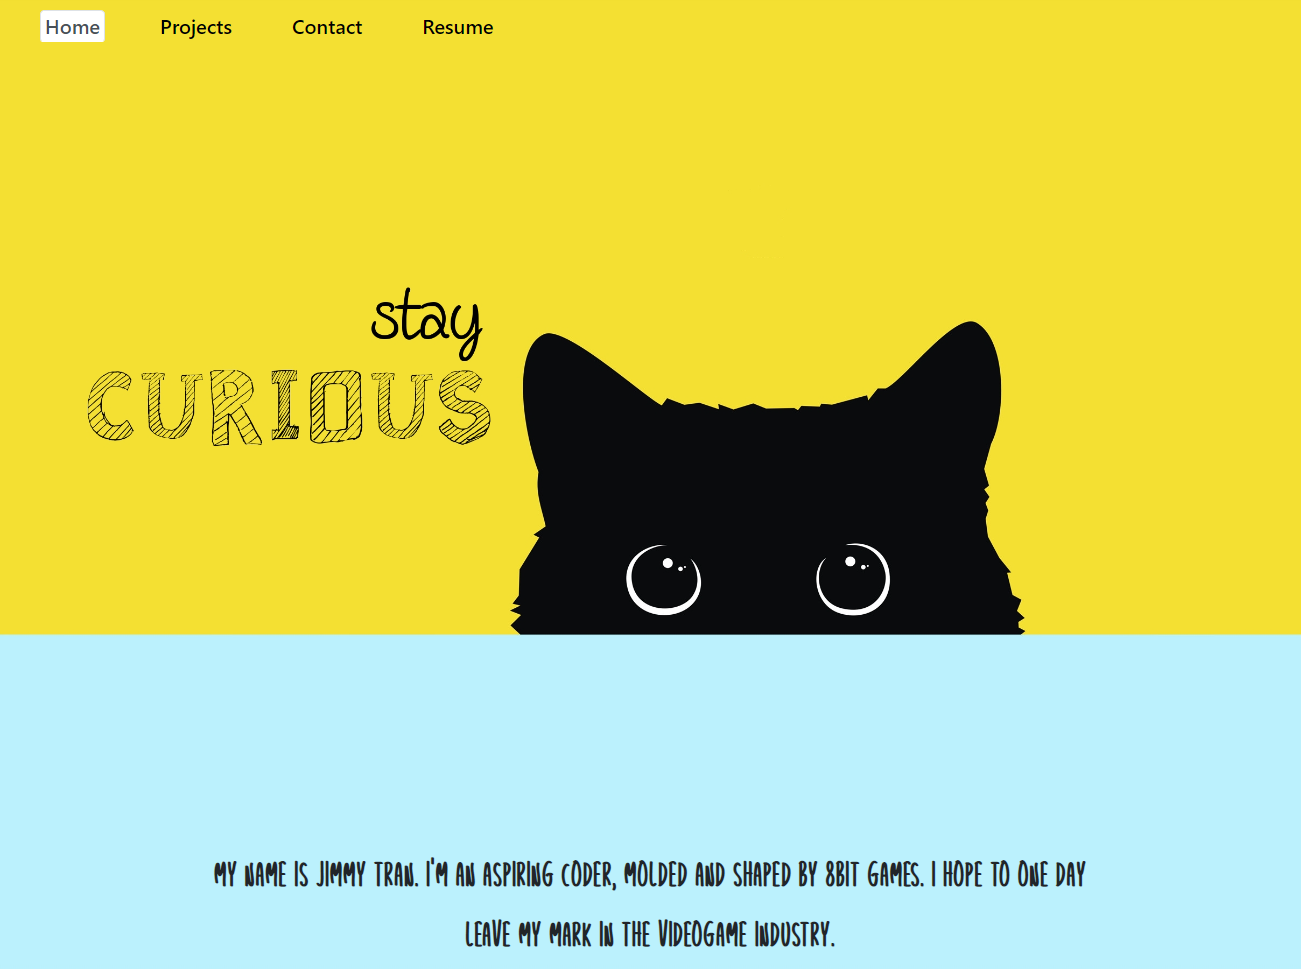 Home Projects Contact Resume
stay
CURIOUS
MY NAME IS JIMMY TRAN. I'M AN ASPIRING CODER, MOLDED AND SHAPED BY 8BIT GAMES. I HOPE TO ONE DAY
LEAVE MY MARK IN THE VIDEOGAME INDUSTRY.